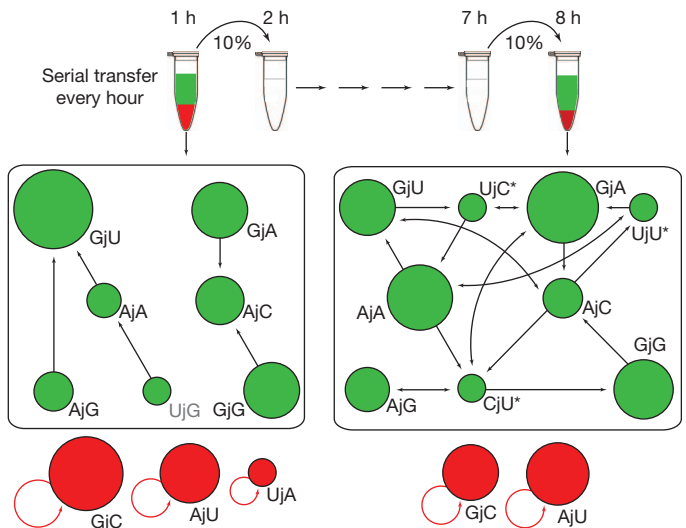 1 h
2 h
7 h
8 h
10%
10%
Serial transfer
every hour
GjU
GjA
AjA
AjC
AjG
UjG
GjG
GjU
UjC*
GjA
UjU*
AjA
AjC
GjG
AjG
CjU*
GjC
AjU
UjA
GjC
AjU